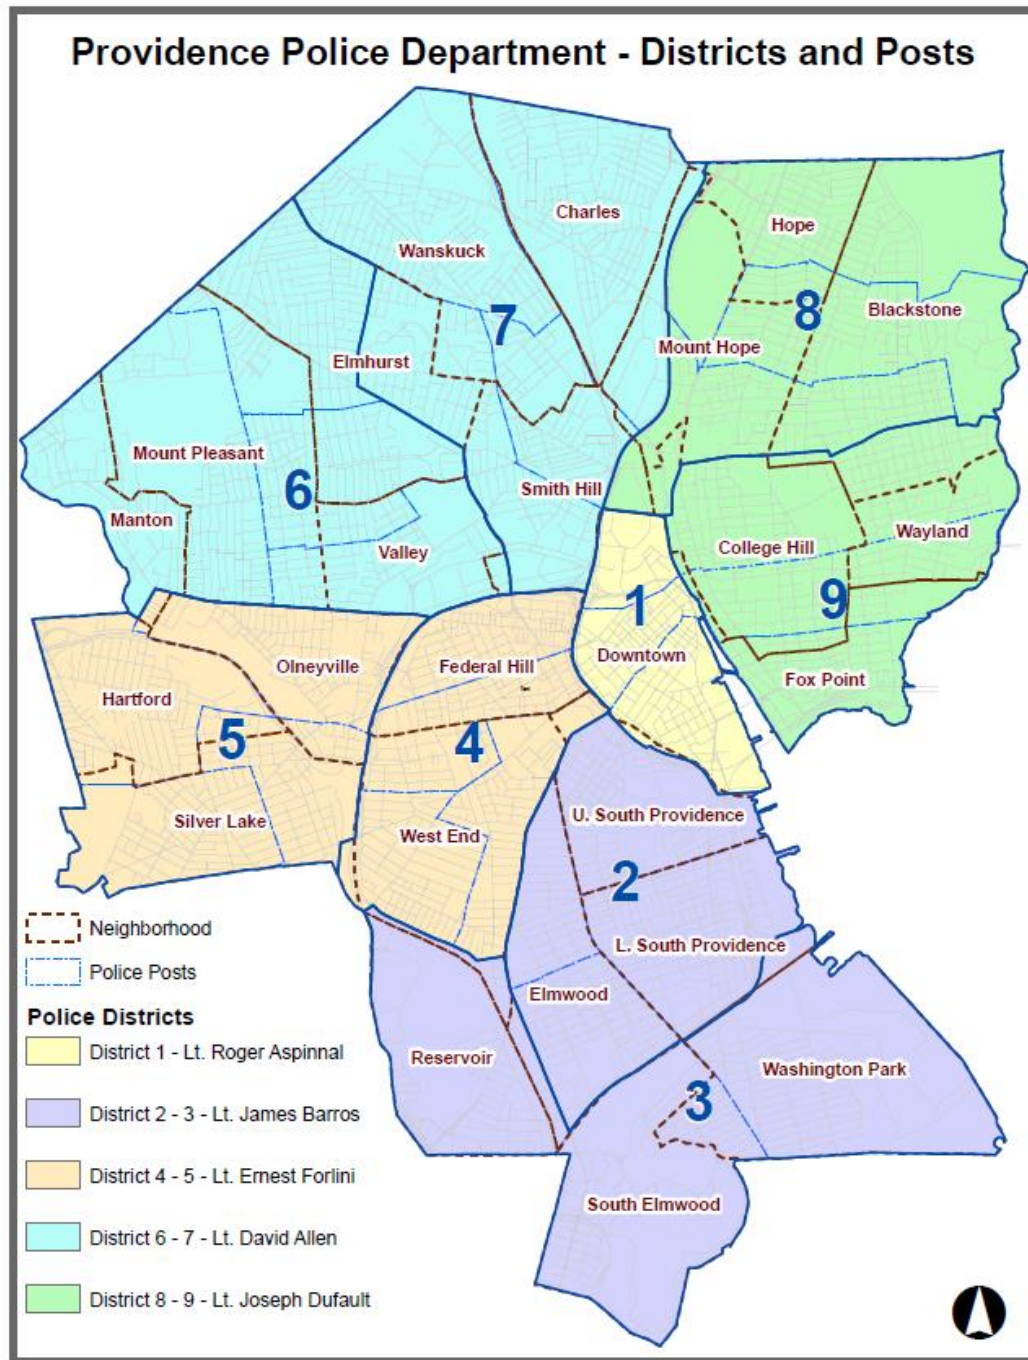 Providence Police Department - Districts and Posts
Charles
Hope
Wanskuck
8
Blackstone
7
Mount Hope
Elmhurst
Mount Pleasant
6
Smith Hill
Manton
Wayland
College Hill
Valley
9
1
Downtown
Olneyville
Federal Hill
Fox Point
Hartford
5
4
U. South Providence
Silver Lake
West End
2
L. South Providence
Elmwood
Reservoir
Washington Park
3
South Elmwood
Neighborhood
Police Posts
Police Districts
District 1 - Lt. Roger Aspinnal
District 2 - 3 - Lt. James Barros
District 4 - 5 - Lt. Ernest Forlini
District 6 - 7 - Lt. David Allen
District 8 - 9 - Lt. Joseph Dufault